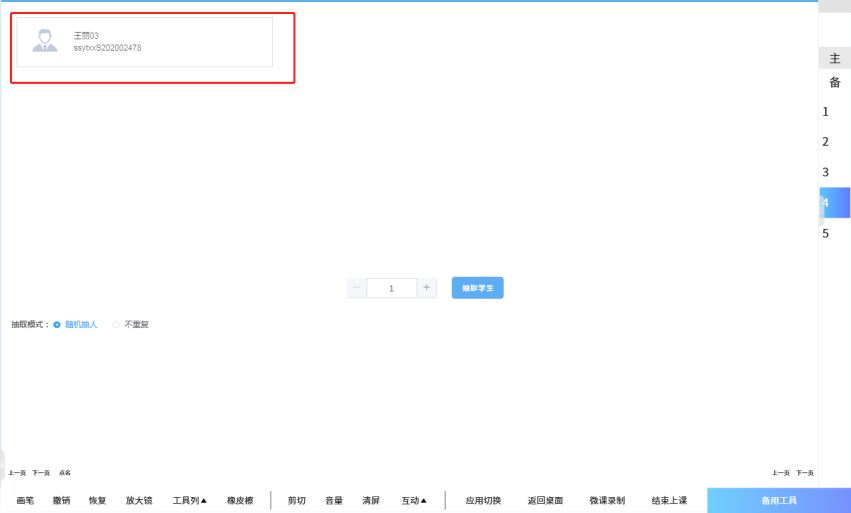 王丽03
ssytxxS202002478
主
备
1
2
3
4
5
1
抽取学生
抽取模式： 随机抽人 不重复
上一页 下一页 点名 上一页 下一页
画笔 撤销 恢复 放大镜 工具列▲ 橡皮擦 剪切 音量 清屏 互动▲ 应用切换 返回桌面 微课录制 结束上课 备用工具